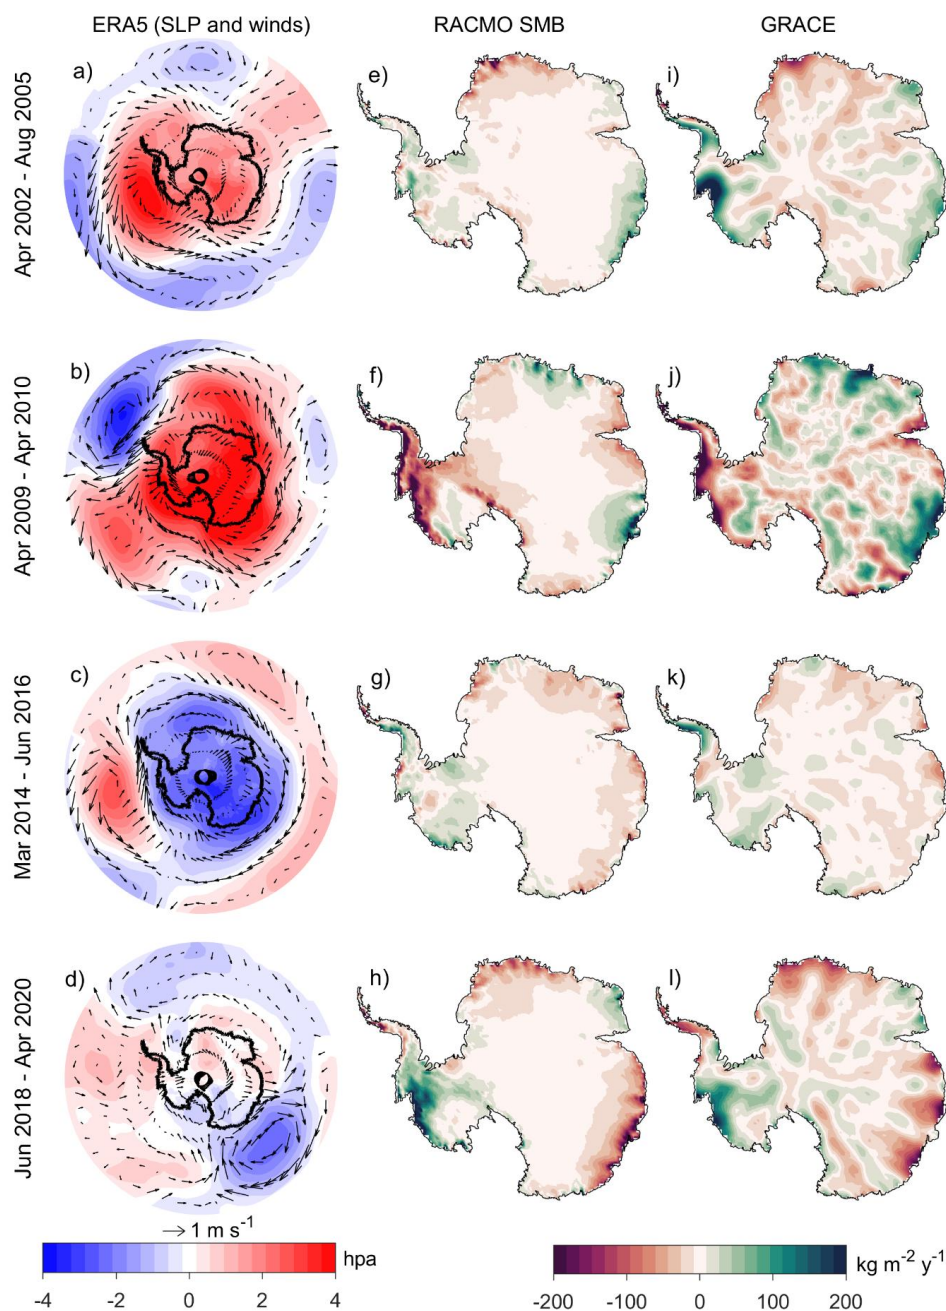 ERA5 (SLP and winds) RACMO SMB GRACE
Apr 2002 - Aug 2005
a) e) i)
Apr 2009 - Apr 2010
b) f) j)
Mar 2014 - Jun 2016
c) g) k)
Jun 2018 - Apr 2020
d) h) l)
1 m s⁻¹
hpa kg m⁻² y⁻¹
-4 -2 0 2 4 -200 -100 0 100 200